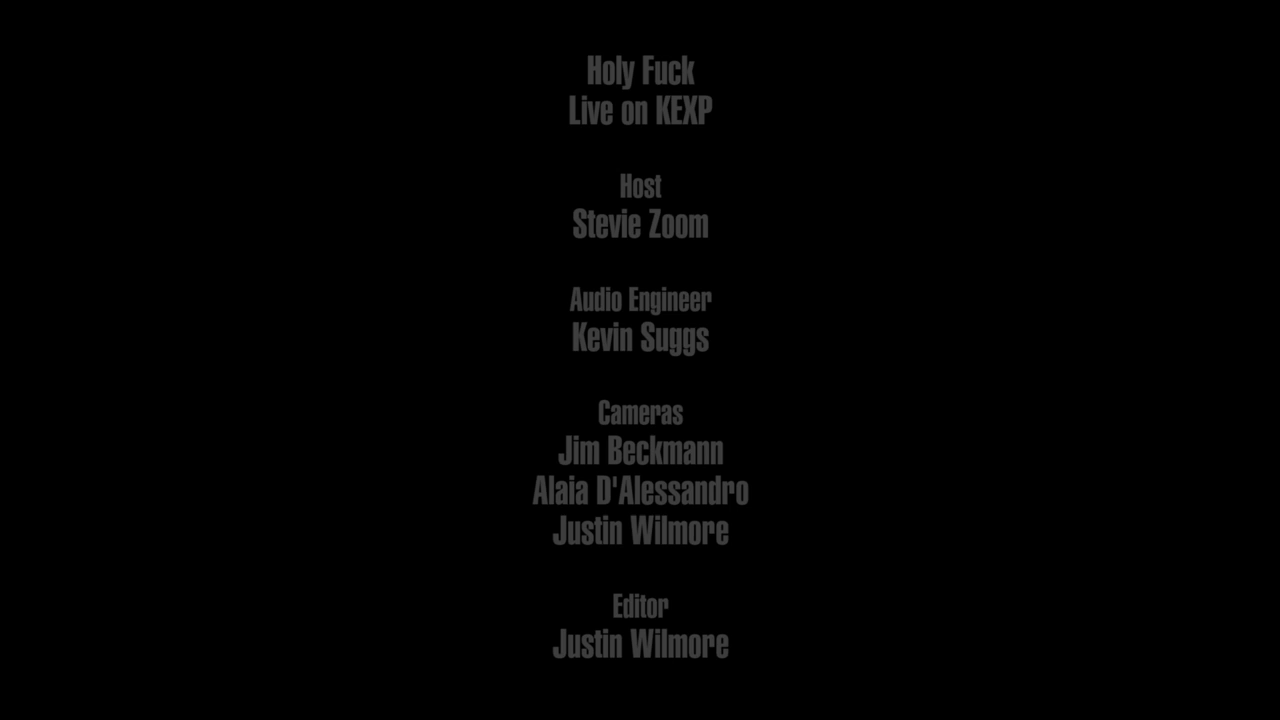 Holy Fuck
Live on KEXP
Host
Stevie Zoom
Audio Engineer
Kevin Suggs
Cameras
Jim Beckmann
Alaia D'Alessandro
Justin Wilmore
Editor
Justin Wilmore